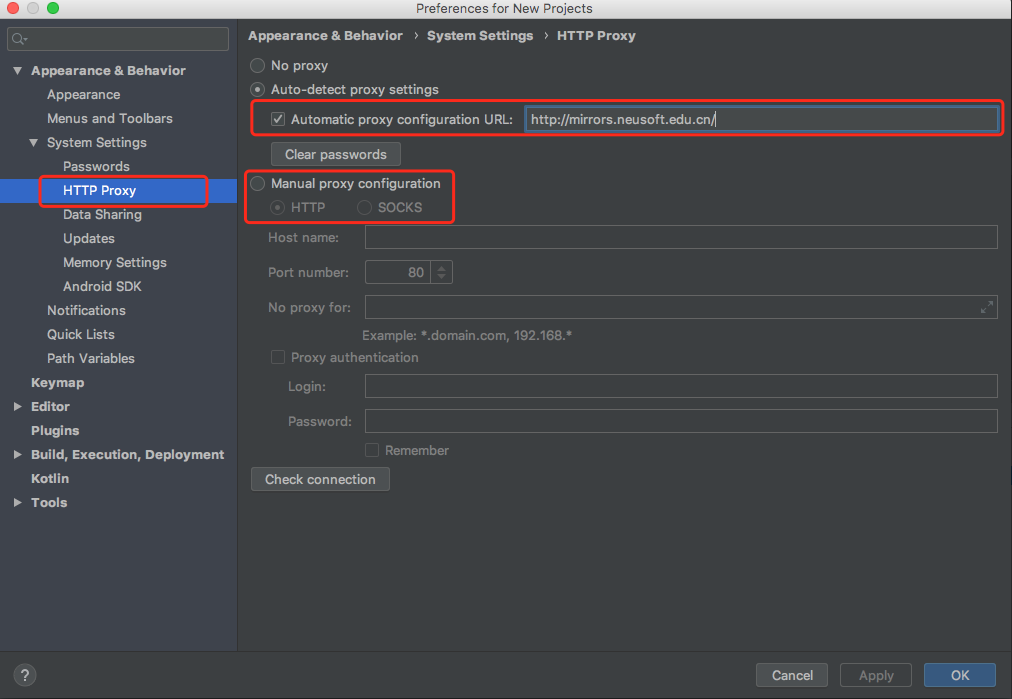 Preferences for New Projects
Appearance & Behavior
Appearance
Menus and Toolbars
System Settings
Passwords
HTTP Proxy
Data Sharing
Updates
Memory Settings
Android SDK
Notifications
Quick Lists
Path Variables
Keymap
Editor
Plugins
Build, Execution, Deployment
Kotlin
Tools
Appearance & Behavior › System Settings › HTTP Proxy
No proxy
Auto-detect proxy settings
Automatic proxy configuration URL: http://mirrors.neusoft.edu.cn/
Clear passwords
Manual proxy configuration
HTTP SOCKS
Host name:
Port number: 80
No proxy for:
Example: *.domain.com, 192.168.*
Proxy authentication
Login:
Password:
Remember
Check connection
? Cancel Apply OK